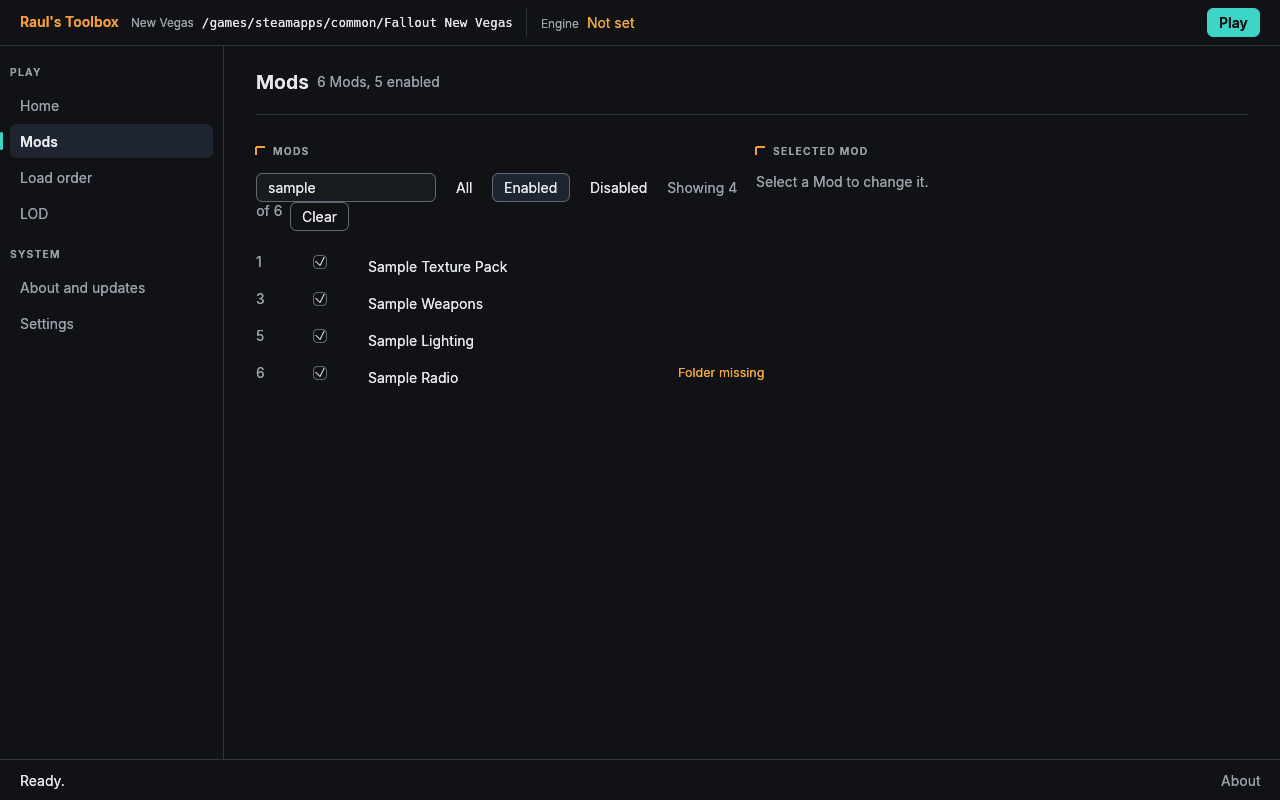 Raul's Toolbox New Vegas /games/steamapps/common/Fallout New Vegas Engine Not set Play
PLAY
Home
Mods
Load order
LOD
SYSTEM
About and updates
Settings
Mods 6 Mods, 5 enabled
MODS
sample All Enabled Disabled Showing 4
of 6 Clear
1 Sample Texture Pack
3 Sample Weapons
5 Sample Lighting
6 Sample Radio Folder missing
SELECTED MOD
Select a Mod to change it.
Ready. About